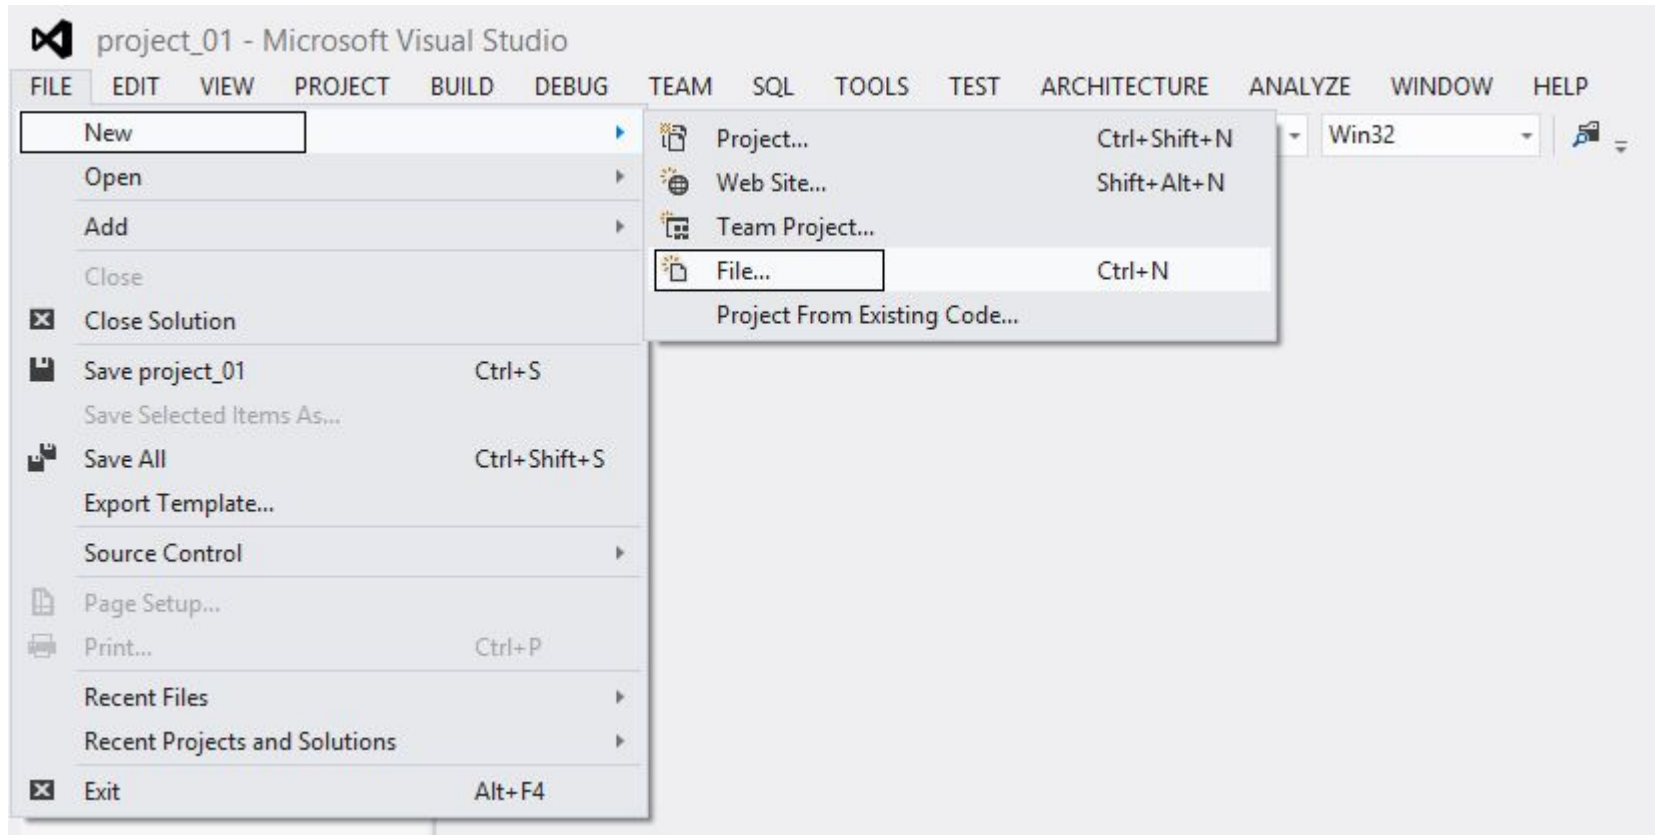 project_01 - Microsoft Visual Studio
FILE EDIT VIEW PROJECT BUILD DEBUG TEAM SQL TOOLS TEST ARCHITECTURE ANALYZE WINDOW HELP
New
Open
Add
Close
Close Solution
Save project_01 Ctrl+S
Save Selected Items As...
Save All Ctrl+Shift+S
Export Template...
Source Control
Page Setup...
Print... Ctrl+P
Recent Files
Recent Projects and Solutions
Exit Alt+F4
Project... Ctrl+Shift+N
Web Site... Shift+Alt+N
Team Project...
File... Ctrl+N
Project From Existing Code...
Win32